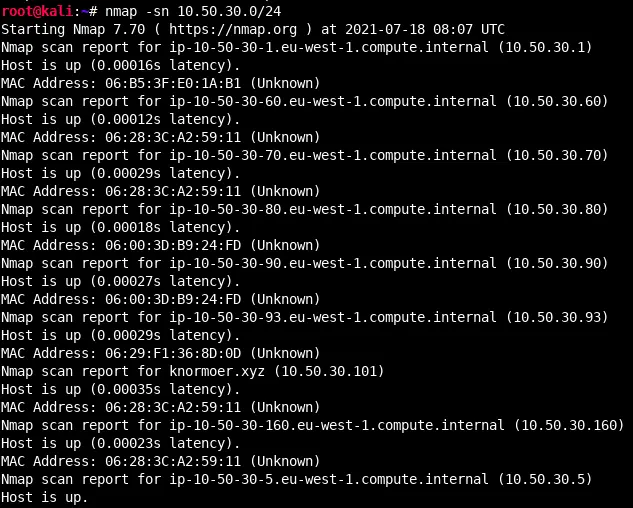 root@kali:~# nmap -sn 10.50.30.0/24
Starting Nmap 7.70 ( https://nmap.org ) at 2021-07-18 08:07 UTC
Nmap scan report for ip-10-50-30-1.eu-west-1.compute.internal (10.50.30.1)
Host is up (0.00016s latency).
MAC Address: 06:B5:3F:E0:1A:B1 (Unknown)
Nmap scan report for ip-10-50-30-60.eu-west-1.compute.internal (10.50.30.60)
Host is up (0.00012s latency).
MAC Address: 06:28:3C:A2:59:11 (Unknown)
Nmap scan report for ip-10-50-30-70.eu-west-1.compute.internal (10.50.30.70)
Host is up (0.00029s latency).
MAC Address: 06:28:3C:A2:59:11 (Unknown)
Nmap scan report for ip-10-50-30-80.eu-west-1.compute.internal (10.50.30.80)
Host is up (0.00018s latency).
MAC Address: 06:00:3D:B9:24:FD (Unknown)
Nmap scan report for ip-10-50-30-90.eu-west-1.compute.internal (10.50.30.90)
Host is up (0.00027s latency).
MAC Address: 06:00:3D:B9:24:FD (Unknown)
Nmap scan report for ip-10-50-30-93.eu-west-1.compute.internal (10.50.30.93)
Host is up (0.00029s latency).
MAC Address: 06:29:F1:36:8D:0D (Unknown)
Nmap scan report for knormoer.xyz (10.50.30.101)
Host is up (0.00035s latency).
MAC Address: 06:28:3C:A2:59:11 (Unknown)
Nmap scan report for ip-10-50-30-160.eu-west-1.compute.internal (10.50.30.160)
Host is up (0.00023s latency).
MAC Address: 06:28:3C:A2:59:11 (Unknown)
Nmap scan report for ip-10-50-30-5.eu-west-1.compute.internal (10.50.30.5)
Host is up.